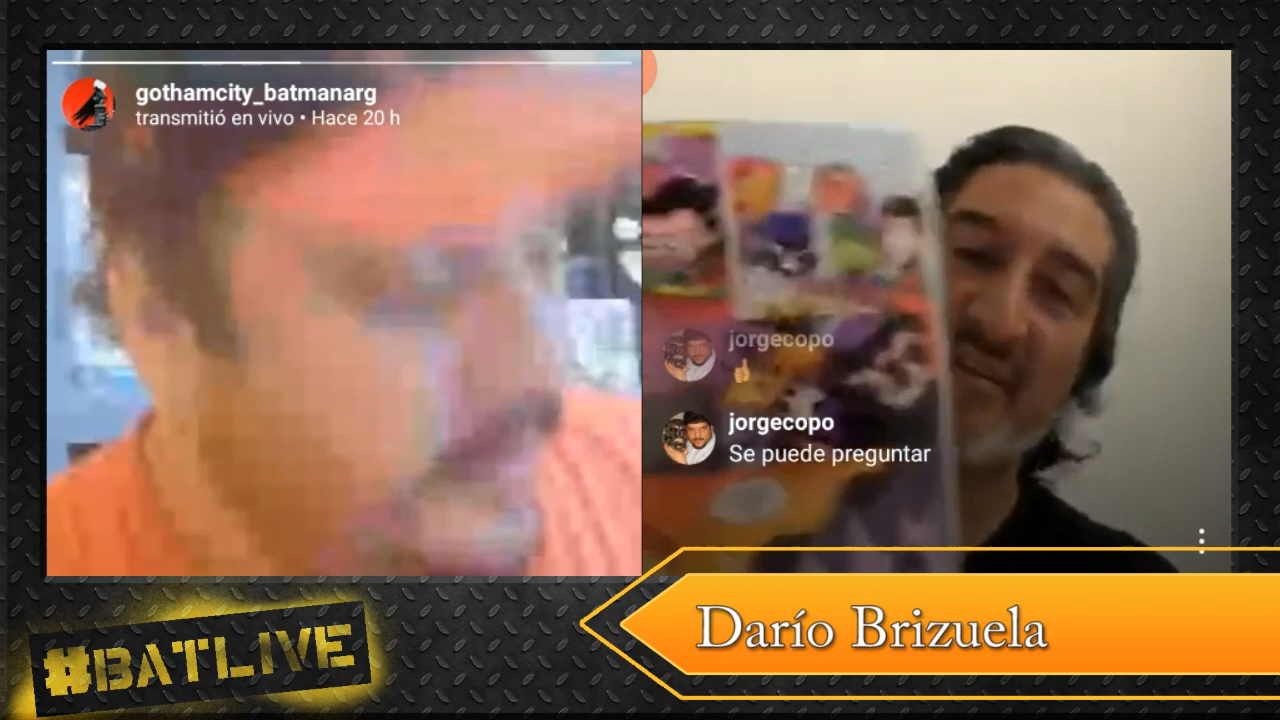 gothamcity_batmanarg
transmitió en vivo • Hace 20 h
jorgecopo
👍
jorgecopo
Se puede preguntar
Darío Brizuela
#BATLIVE